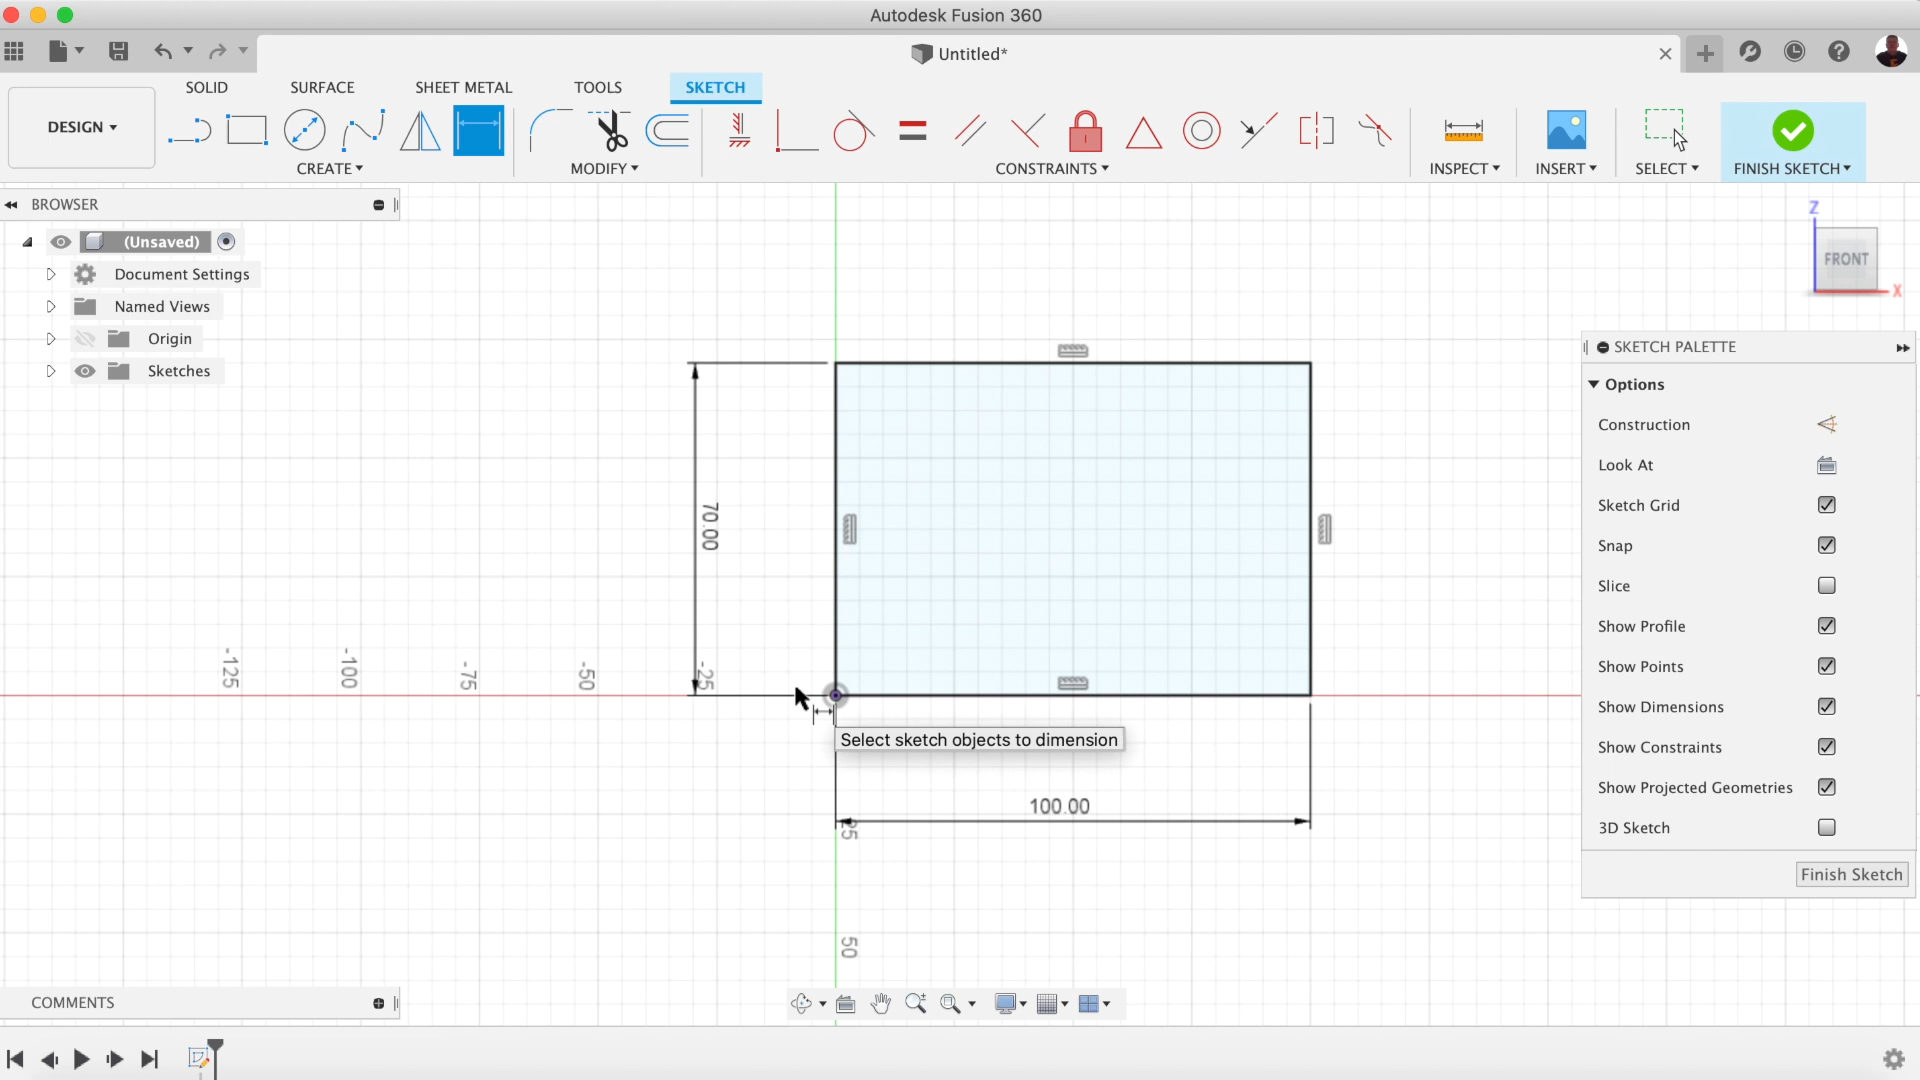 Autodesk Fusion 360
Untitled*
SOLID
SURFACE
SHEET METAL
TOOLS
SKETCH
DESIGN
CREATE
MODIFY
CONSTRAINTS
INSPECT
INSERT
SELECT
FINISH SKETCH
BROWSER
(Unsaved)
Document Settings
Named Views
Origin
Sketches
Z
FRONT
X
SKETCH PALETTE
Options
Construction
Look At
Sketch Grid
Snap
Slice
Show Profile
Show Points
Show Dimensions
Show Constraints
Show Projected Geometries
3D Sketch
Finish Sketch
70.00
-125
-100
-75
-50
-25
Select sketch objects to dimension
100.00
25
50
COMMENTS